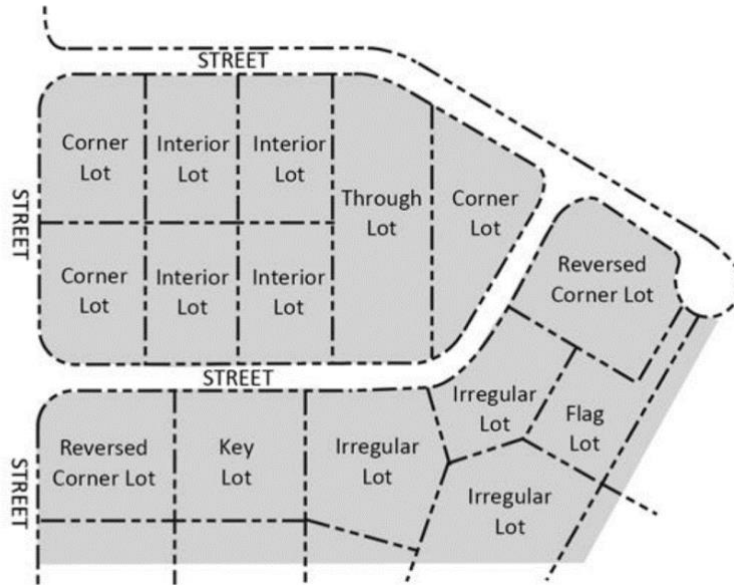 STREET
Corner
Lot
Interior
Lot
Interior
Lot
Through
Lot
Corner
Lot
STREET
Corner
Lot
Interior
Lot
Interior
Lot
Reversed
Corner Lot
STREET
Irregular
Lot
Flag
Lot
Reversed
Corner Lot
Key
Lot
Irregular
Lot
STREET
Irregular
Lot